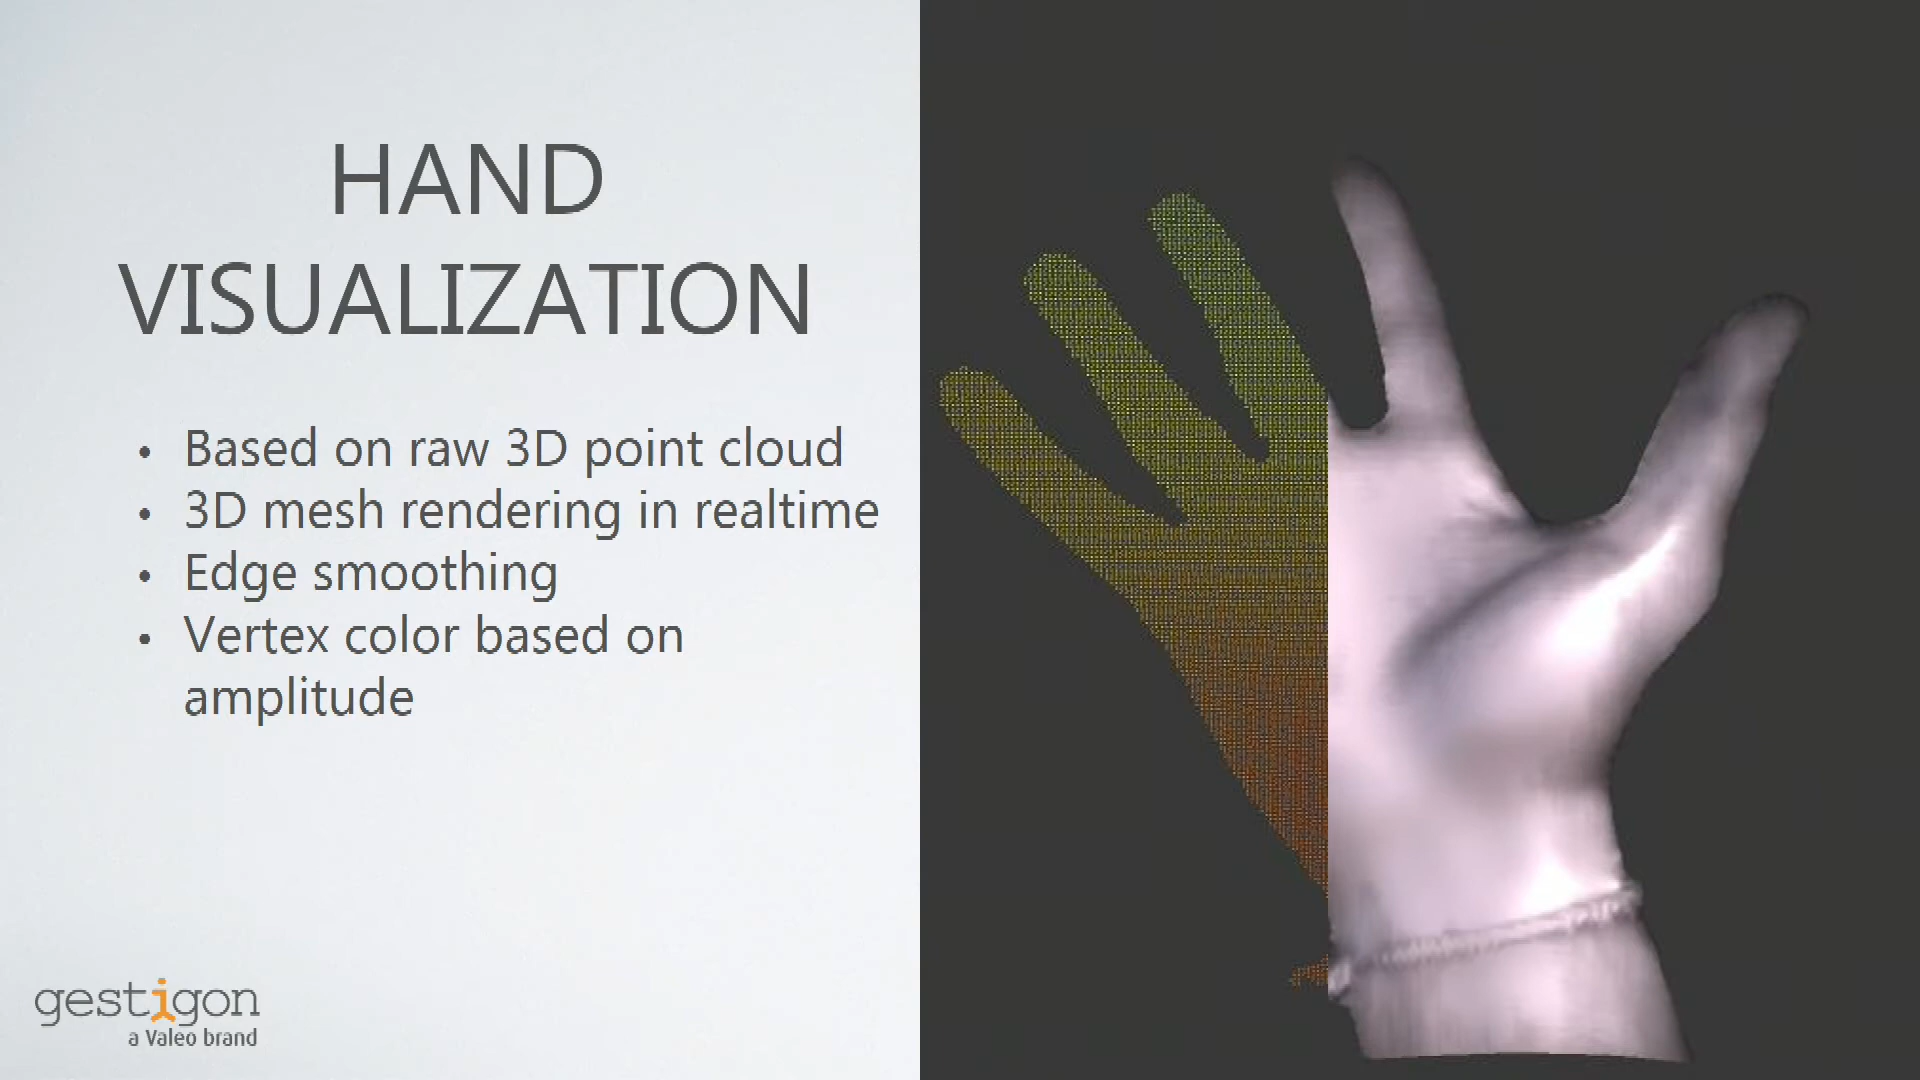 HAND
VISUALIZATION
• Based on raw 3D point cloud
• 3D mesh rendering in realtime
• Edge smoothing
• Vertex color based on
amplitude
gestigon
a Valeo brand